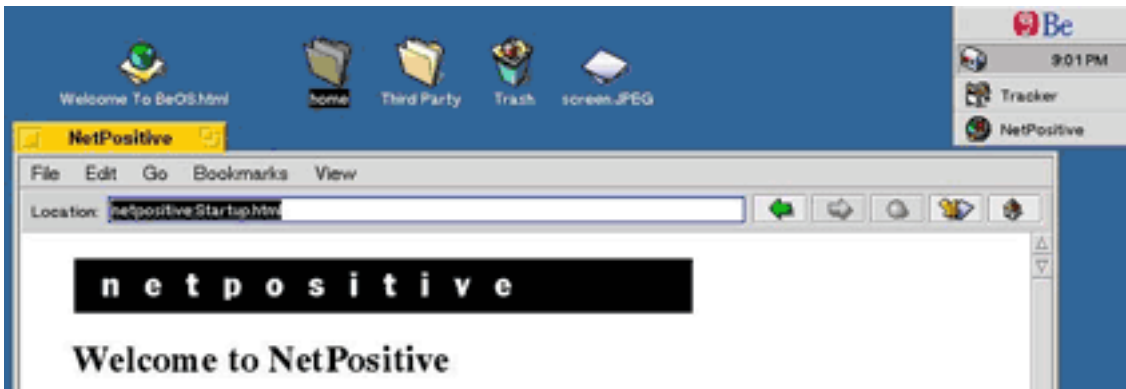 Be
9:01 PM
Tracker
NetPositive
Welcome To BeOS.html
home
Third Party
Trash
screen.JPEG
NetPositive
File Edit Go Bookmarks View
Location: netpositive:Startup.html
netpositive
Welcome to NetPositive